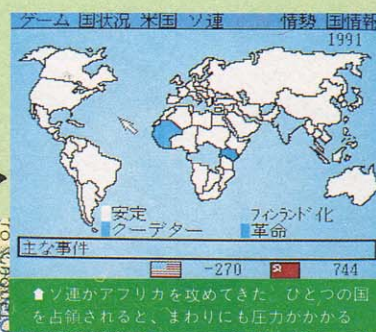 ゲーム 国状況 米国 ソ連 情勢 国情報
1991
安定 フィンランド化
クーデター 革命
主な事件
-270 744
⬆ソ連がアフリカを攻めてきた ひとつの国
を占領されると、まわりにも圧力がかかる